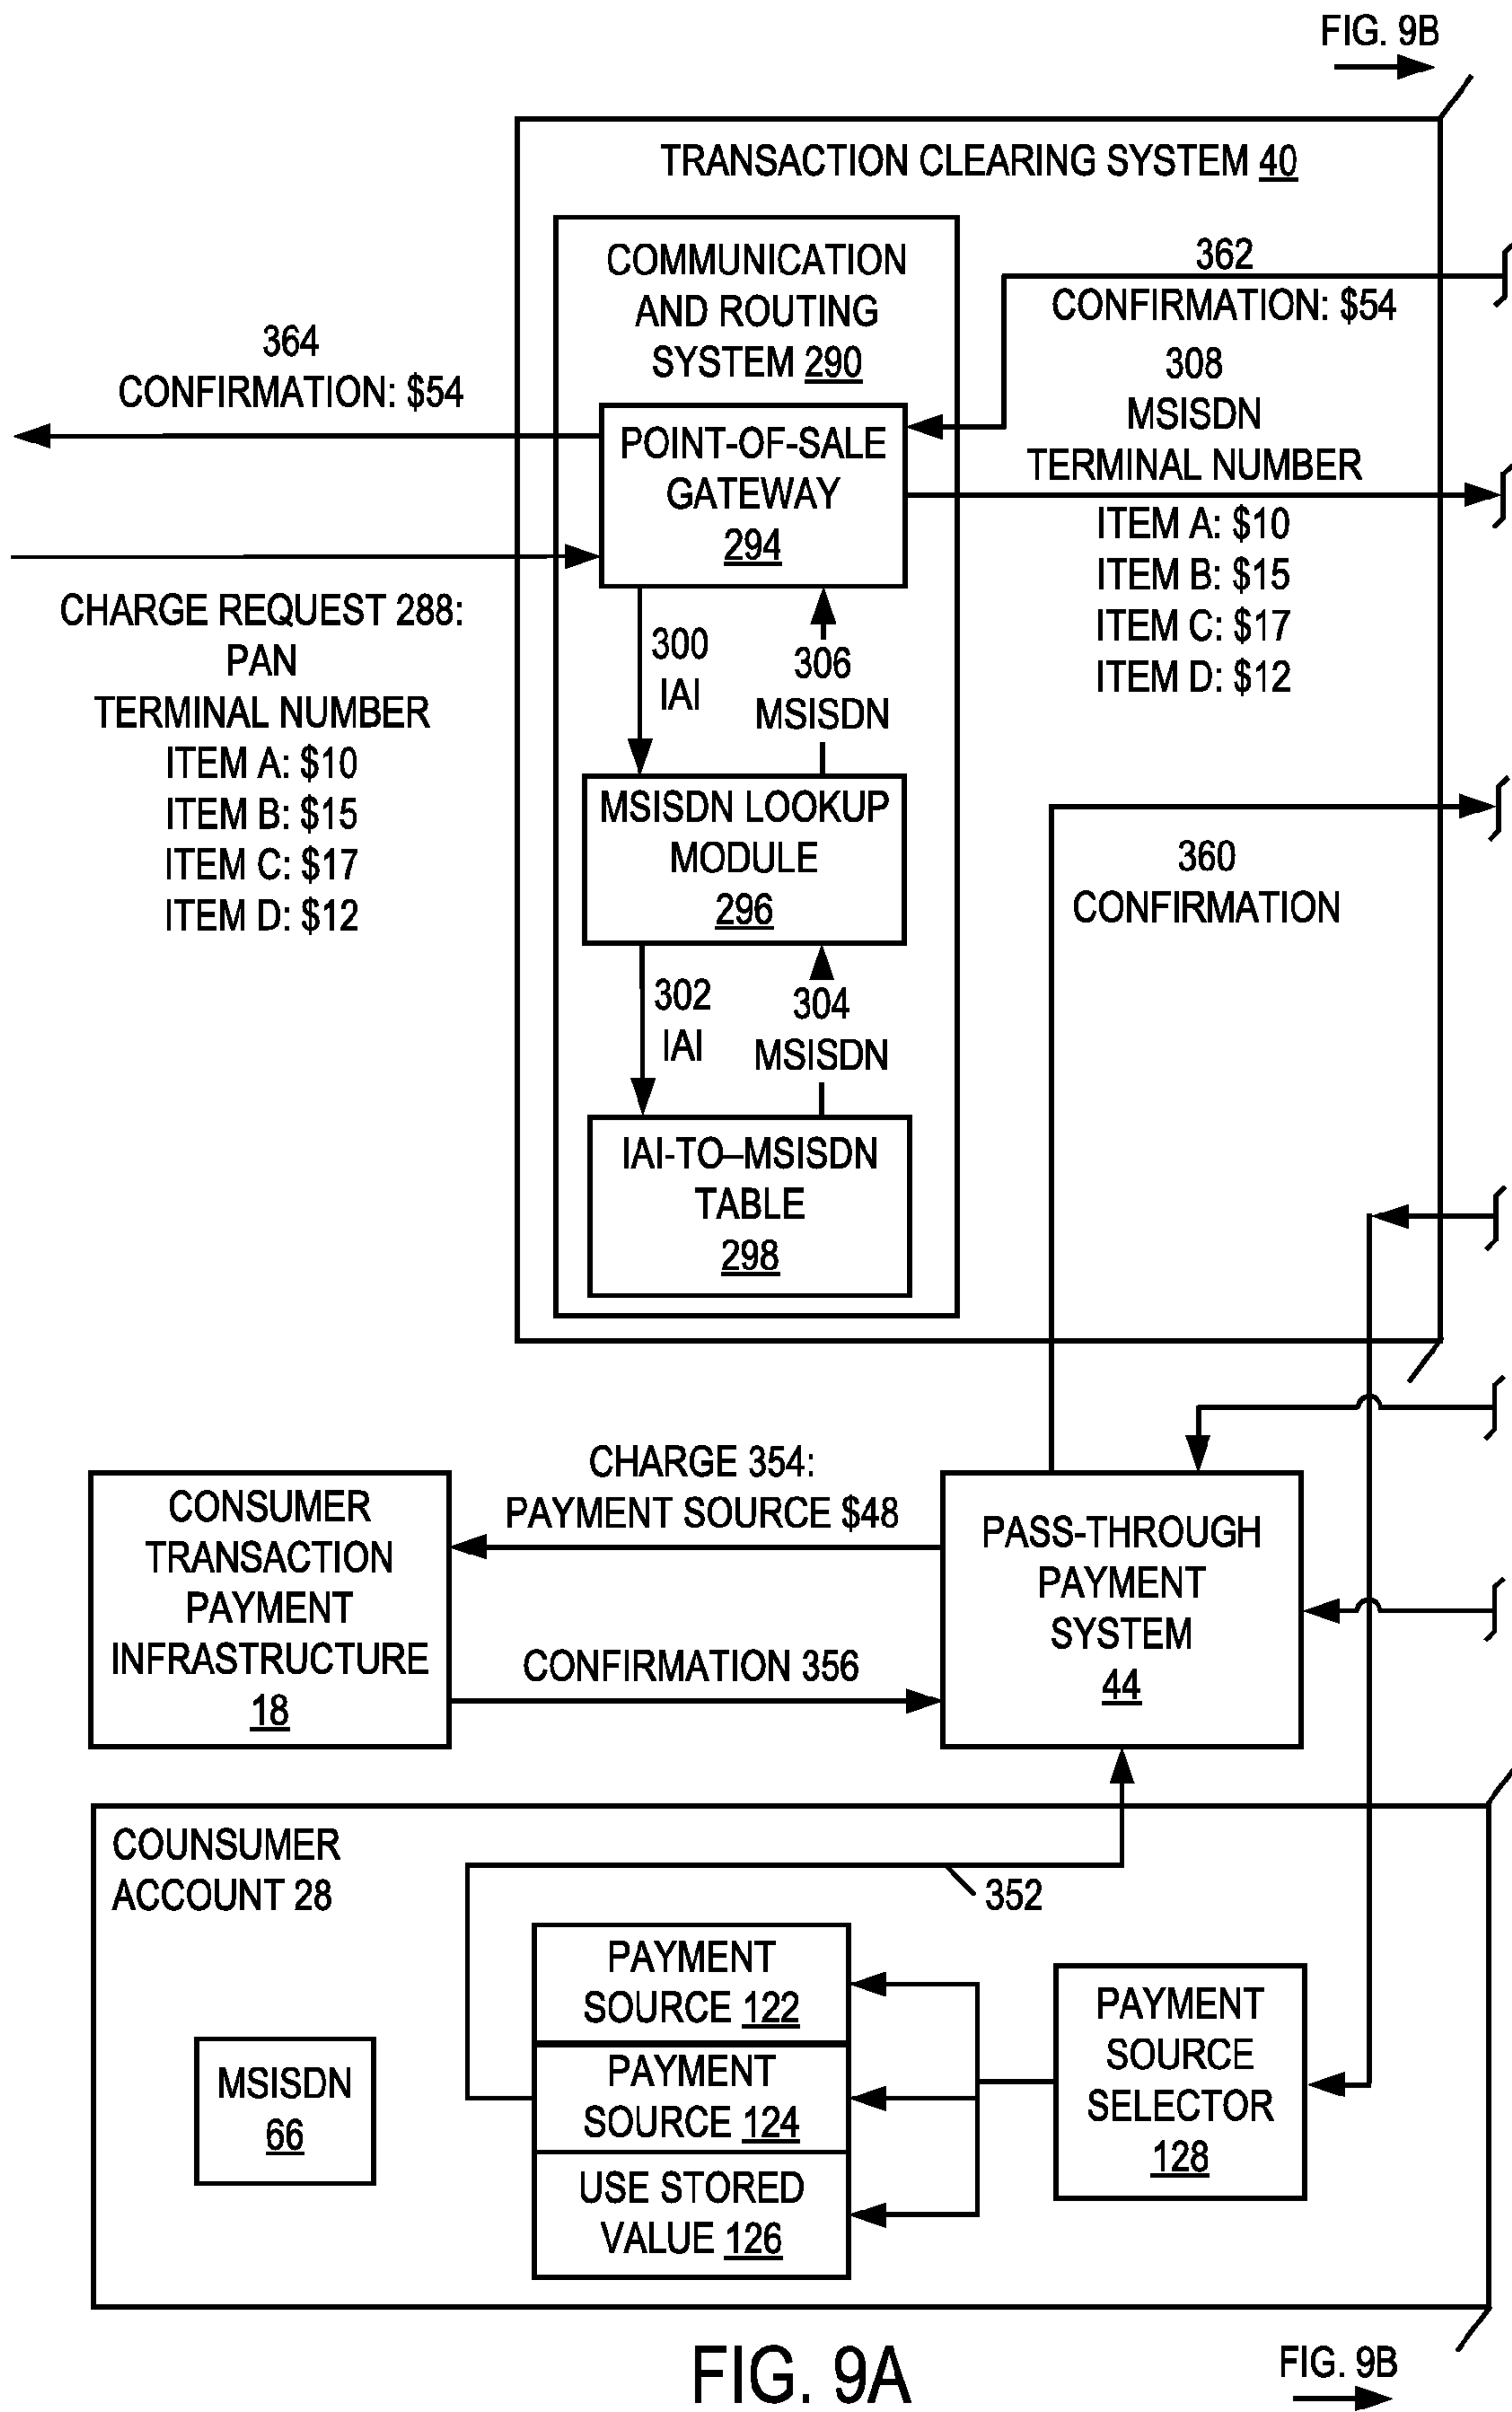 FIG. 9B
TRANSACTION CLEARING SYSTEM 40
COMMUNICATION
AND ROUTING
SYSTEM 290
362
CONFIRMATION: $54
364
CONFIRMATION: $54
308
MSISDN
TERMINAL NUMBER
ITEM A: $10
ITEM B: $15
ITEM C: $17
ITEM D: $12
POINT-OF-SALE
GATEWAY
294
CHARGE REQUEST 288:
PAN
TERMINAL NUMBER
ITEM A: $10
ITEM B: $15
ITEM C: $17
ITEM D: $12
300
IAI
306
MSISDN
MSISDN LOOKUP
MODULE
296
360
CONFIRMATION
302
IAI
304
MSISDN
IAI-TO–MSISDN
TABLE
298
CONSUMER
TRANSACTION
PAYMENT
INFRASTRUCTURE
18
CHARGE 354:
PAYMENT SOURCE $48
CONFIRMATION 356
PASS-THROUGH
PAYMENT
SYSTEM
44
COUNSUMER
ACCOUNT 28
352
MSISDN
66
PAYMENT
SOURCE 122
PAYMENT
SOURCE 124
USE STORED
VALUE 126
PAYMENT
SOURCE
SELECTOR
128
FIG. 9A
FIG. 9B